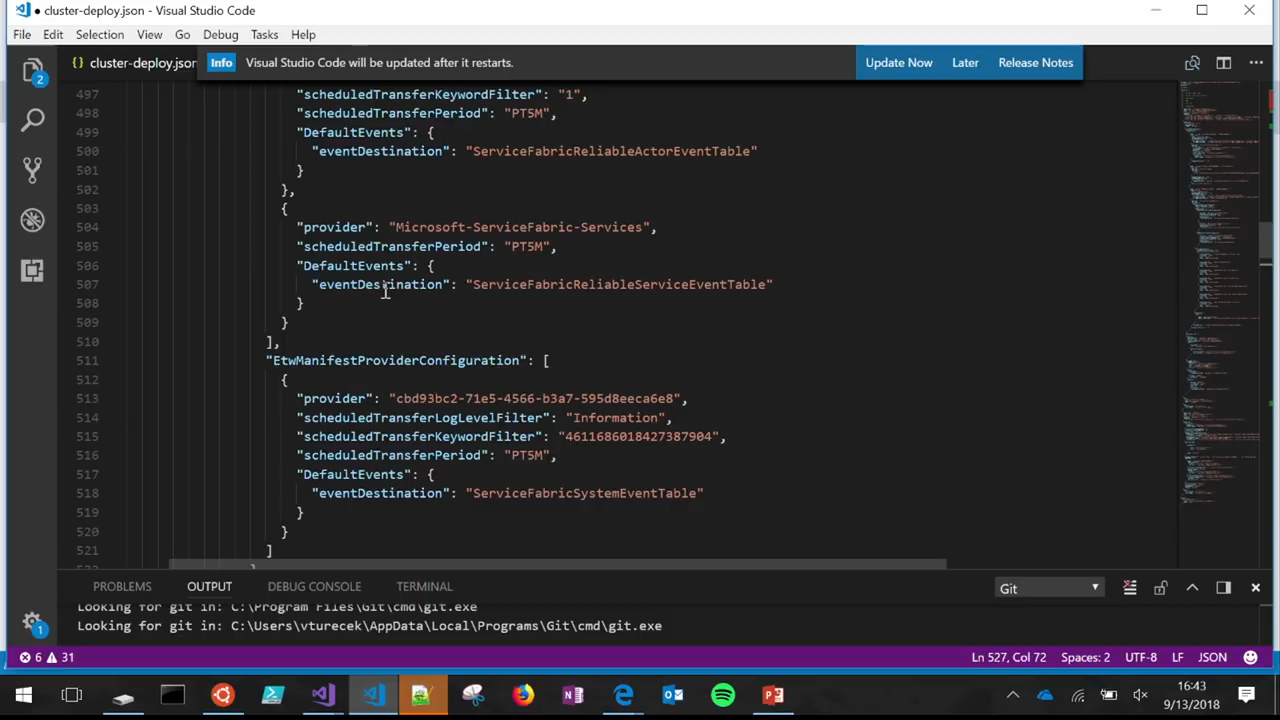 ● cluster-deploy.json - Visual Studio Code
File Edit Selection View Go Debug Tasks Help
{} cluster-deploy.json
Info Visual Studio Code will be updated after it restarts. Update Now Later Release Notes
497 "scheduledTransferKeywordFilter": "1",
498 "scheduledTransferPeriod": "PT5M",
499 "DefaultEvents": {
500 "eventDestination": "ServiceFabricReliableActorEventTable"
501 }
502 },
503 {
504 "provider": "Microsoft-ServiceFabric-Services",
505 "scheduledTransferPeriod": "PT5M",
506 "DefaultEvents": {
507 "eventDestination": "ServiceFabricReliableServiceEventTable"
508 }
509 }
510 ],
511 "EtwManifestProviderConfiguration": [
512 {
513 "provider": "cbd93bc2-71e5-4566-b3a7-595d8eeca6e8",
514 "scheduledTransferLogLevelFilter": "Information",
515 "scheduledTransferKeywordFilter": "4611686018427387904",
516 "scheduledTransferPeriod": "PT5M",
517 "DefaultEvents": {
518 "eventDestination": "ServiceFabricSystemEventTable"
519 }
520 }
521 ]
2
1
PROBLEMS OUTPUT DEBUG CONSOLE TERMINAL Git
Looking for git in: C:\Program Files\Git\cmd\git.exe
Looking for git in: C:\Users\vturecek\AppData\Local\Programs\Git\cmd\git.exe
6 31 Ln 527, Col 72 Spaces: 2 UTF-8 LF JSON
16:43
9/13/2018